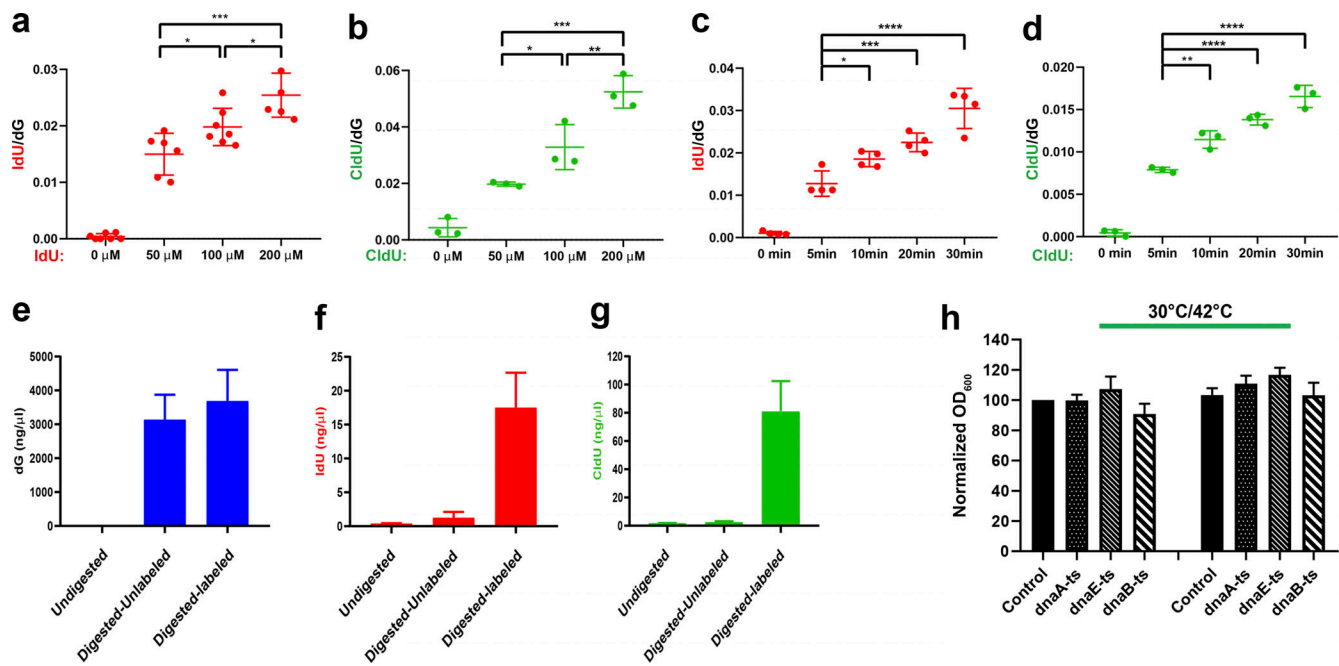 a
***
*
*
0.03
0.02
0.01
0.00
IdU/dG
0 μM
50 μM
100 μM
200 μM
IdU:
b
***
*
**
0.06
0.04
0.02
0.00
CldU/dG
0 μM
50 μM
100 μM
200 μM
CldU:
c
****
***
*
0.04
0.03
0.02
0.01
0.00
IdU/dG
0 min
5min
10min
20min
30min
d
****
****
**
0.020
0.015
0.010
0.005
0.000
CldU/dG
CldU:
0 min
5min
10min
20min
30min
e
5000
4000
3000
2000
1000
0
dG (ng/μl)
Undigested
Digested-Unlabeled
Digested-labeled
f
25
20
15
10
5
0
IdU (ng/μl)
Undigested
Digested-Unlabeled
Digested-labeled
g
120
100
80
60
40
20
0
CldU (ng/μl)
Undigested
Digested-Unlabeled
Digested-labeled
h
30°C/42°C
140
120
100
80
60
40
20
0
Normalized OD600
Control
dnaA-ts
dnaE-ts
dnaB-ts
Control
dnaA-ts
dnaE-ts
dnaB-ts